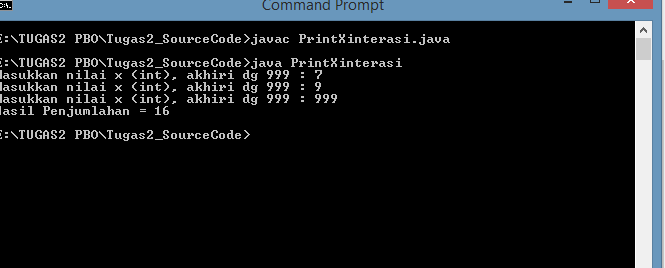 Command Prompt
E:\TUGAS2 PBO\Tugas2_SourceCode>javac PrintXinterasi.java
E:\TUGAS2 PBO\Tugas2_SourceCode>java PrintXinterasi
Masukkan nilai x (int), akhiri dg 999 : 7
Masukkan nilai x (int), akhiri dg 999 : 9
Masukkan nilai x (int), akhiri dg 999 : 999
Hasil Penjumlahan = 16
E:\TUGAS2 PBO\Tugas2_SourceCode>